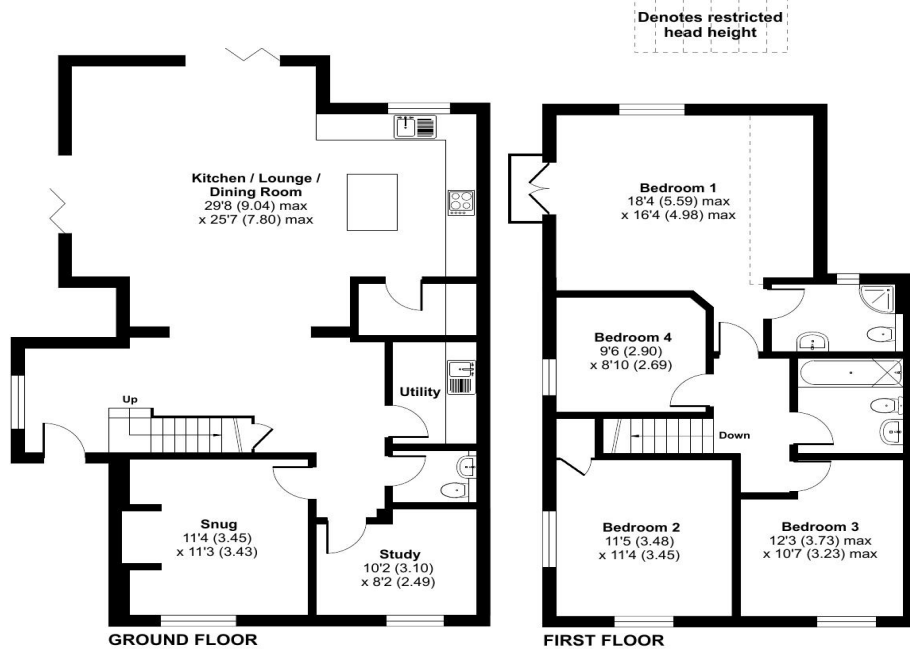 Denotes restricted
head height
Kitchen / Lounge /
Dining Room
29'8 (9.04) max
x 25'7 (7.80) max
Utility
Up
Snug
11'4 (3.45)
x 11'3 (3.43)
Study
10'2 (3.10)
x 8'2 (2.49)
GROUND FLOOR
Bedroom 1
18'4 (5.59) max
x 16'4 (4.98) max
Bedroom 4
9'6 (2.90)
x 8'10 (2.69)
Down
Bedroom 2
11'5 (3.48)
x 11'4 (3.45)
Bedroom 3
12'3 (3.73) max
x 10'7 (3.23) max
FIRST FLOOR